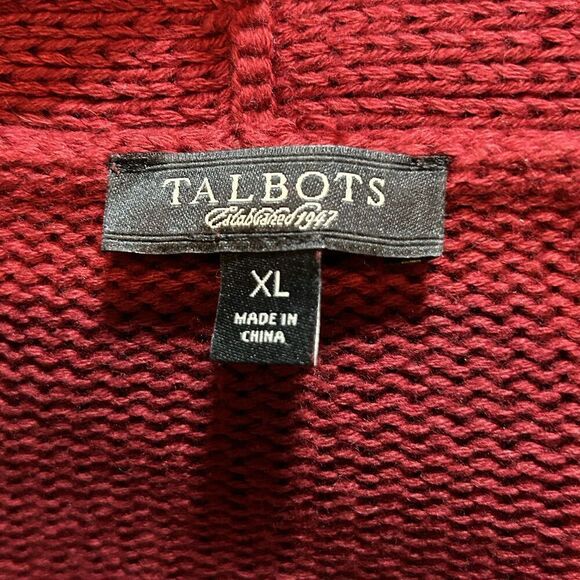 TALBOTS
Established 1947
XL
MADE IN
CHINA